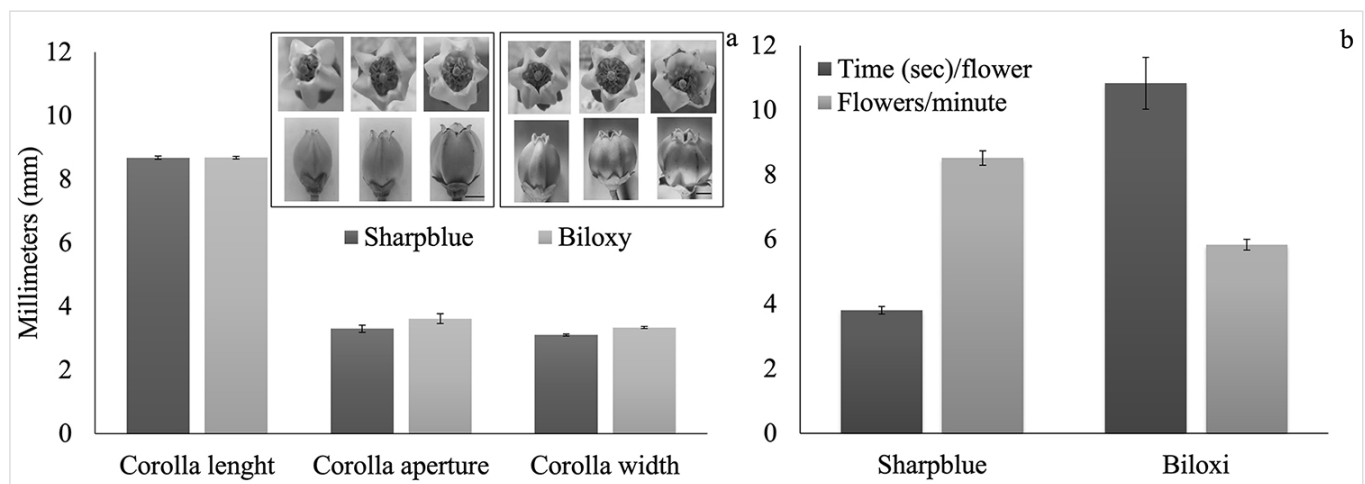 a
12
10
8
6
4
2
0
Millimeters (mm)
Sharpblue
Biloxy
Corolla lenght
Corolla aperture
Corolla width
b
12
10
8
6
4
2
0
Time (sec)/flower
Flowers/minute
Sharpblue
Biloxi